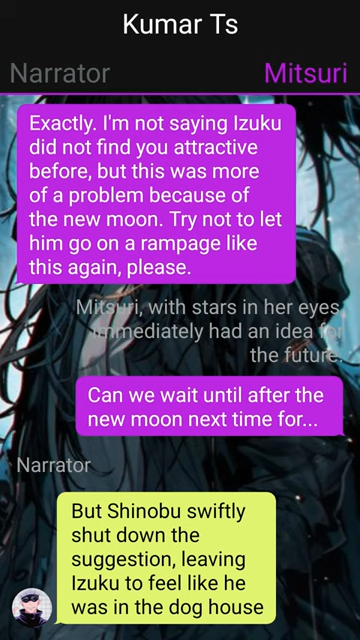 Kumar Ts
Narrator
Mitsuri
Exactly. I'm not saying Izuku
did not find you attractive
before, but this was more
of a problem because of
the new moon. Try not to let
him go on a rampage like
this again, please.
Mitsuri, with stars in her eyes,
immediately had an idea for
the future.
Can we wait until after the
new moon next time for...
Narrator
But Shinobu swiftly
shut down the
suggestion, leaving
Izuku to feel like he
was in the dog house